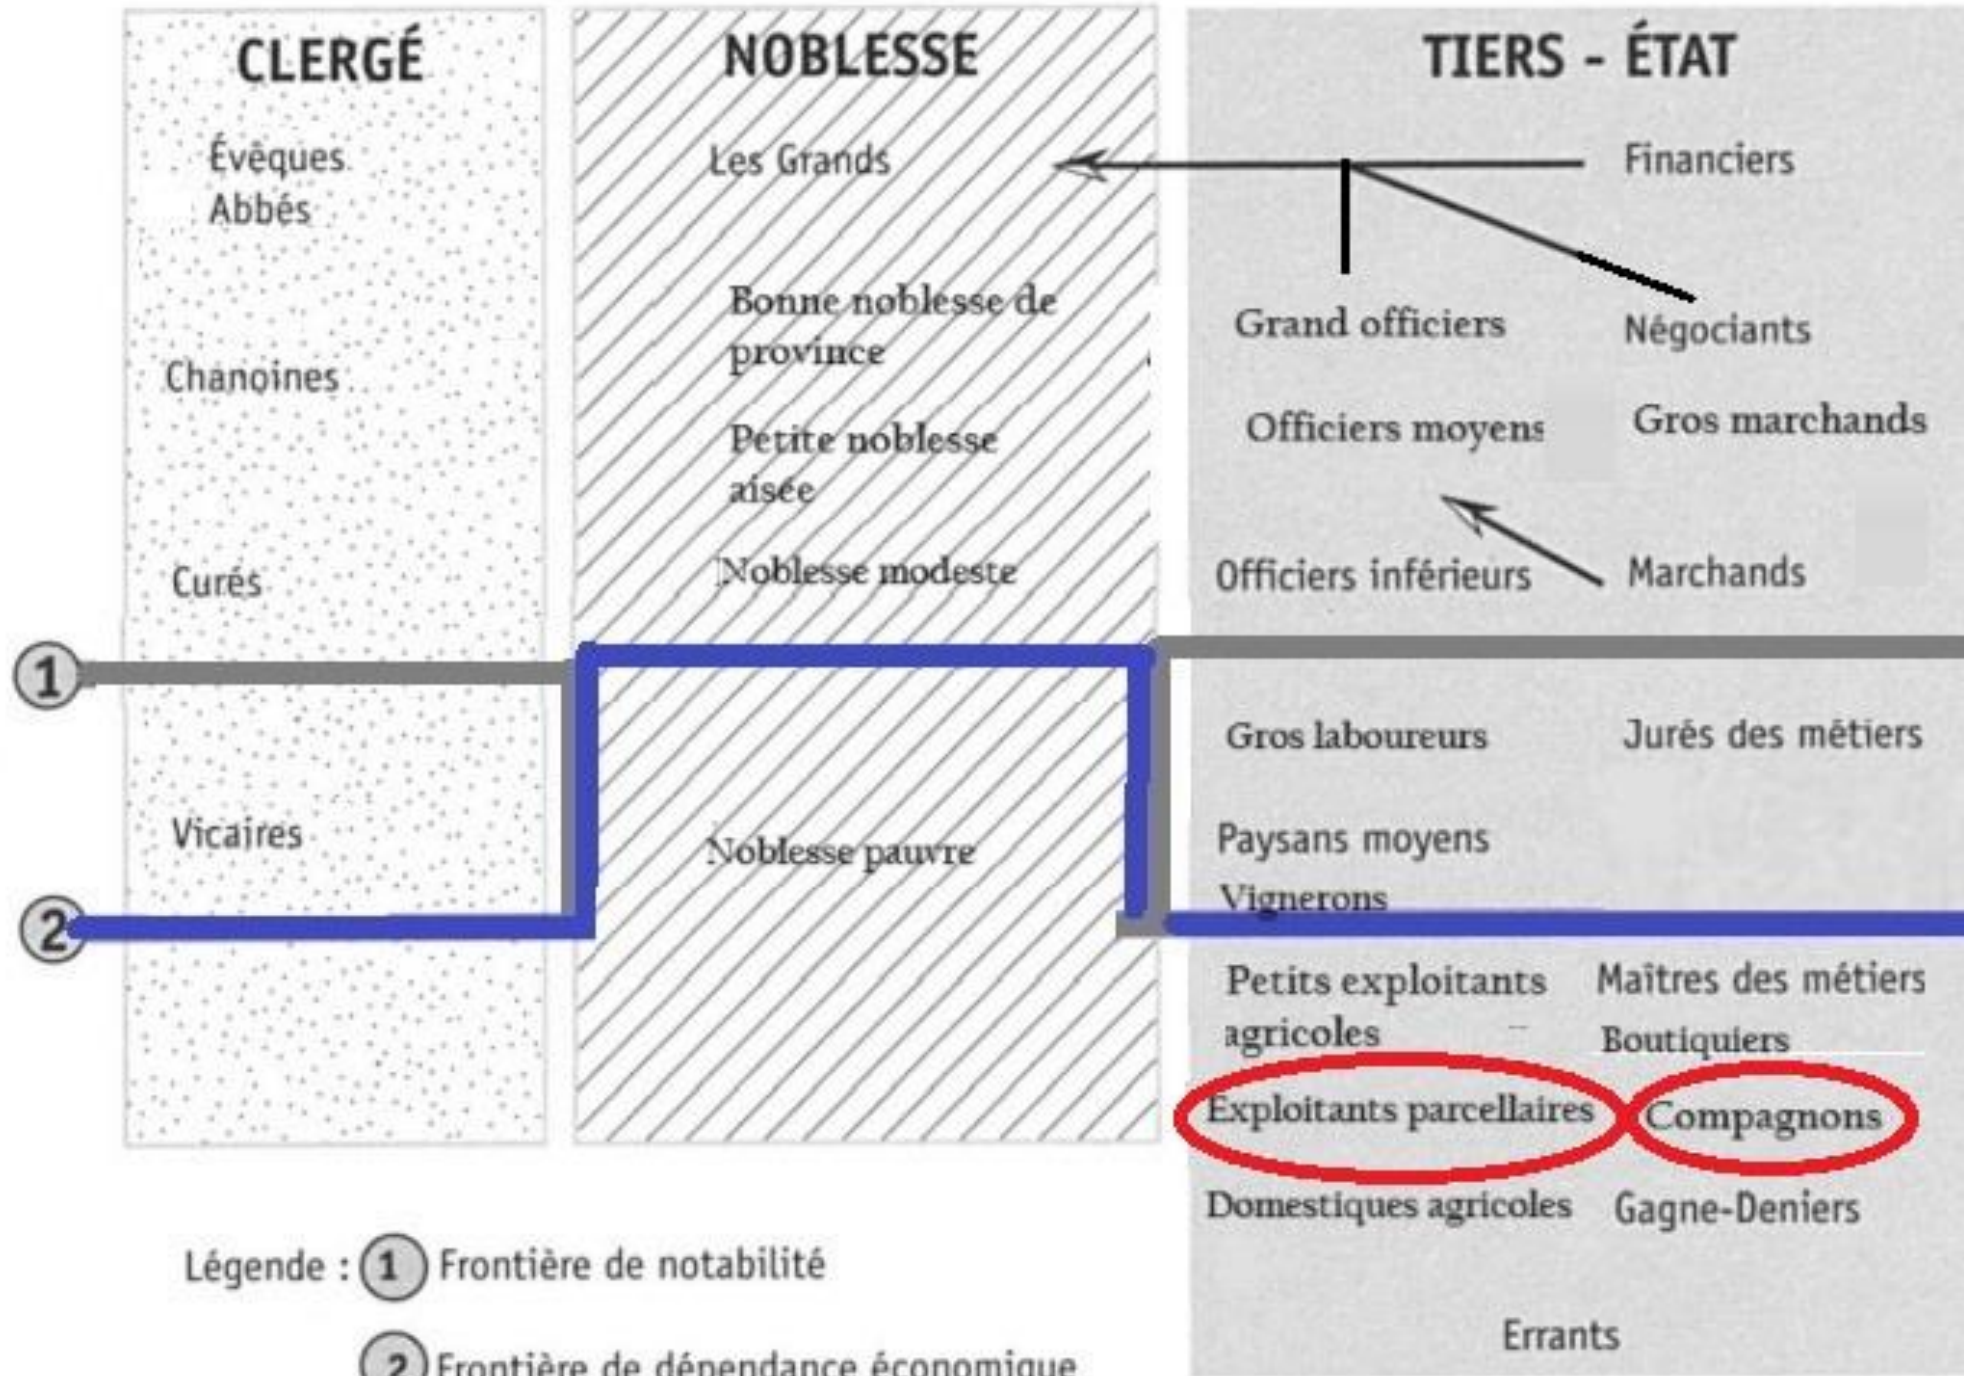 CLERGÉ
Évêques
Abbés
Chanoines
Curés
Vicaires
NOBLESSE
Les Grands
Bonne noblesse de
province
Petite noblesse
aisée
Noblesse modeste
Noblesse pauvre
TIERS - ÉTAT
Financiers
Grand officiers
Négociants
Officiers moyens
Gros marchands
Officiers inférieurs
Marchands
Gros laboureurs
Jurés des métiers
Paysans moyens
Vignerons
Petits exploitants
agricoles
Maîtres des métiers
Boutiquiers
Exploitants parcellaires
Compagnons
Domestiques agricoles
Gagne-Deniers
Errants
1
2
Légende : 1 Frontière de notabilité
2 Frontière de dépendance économique